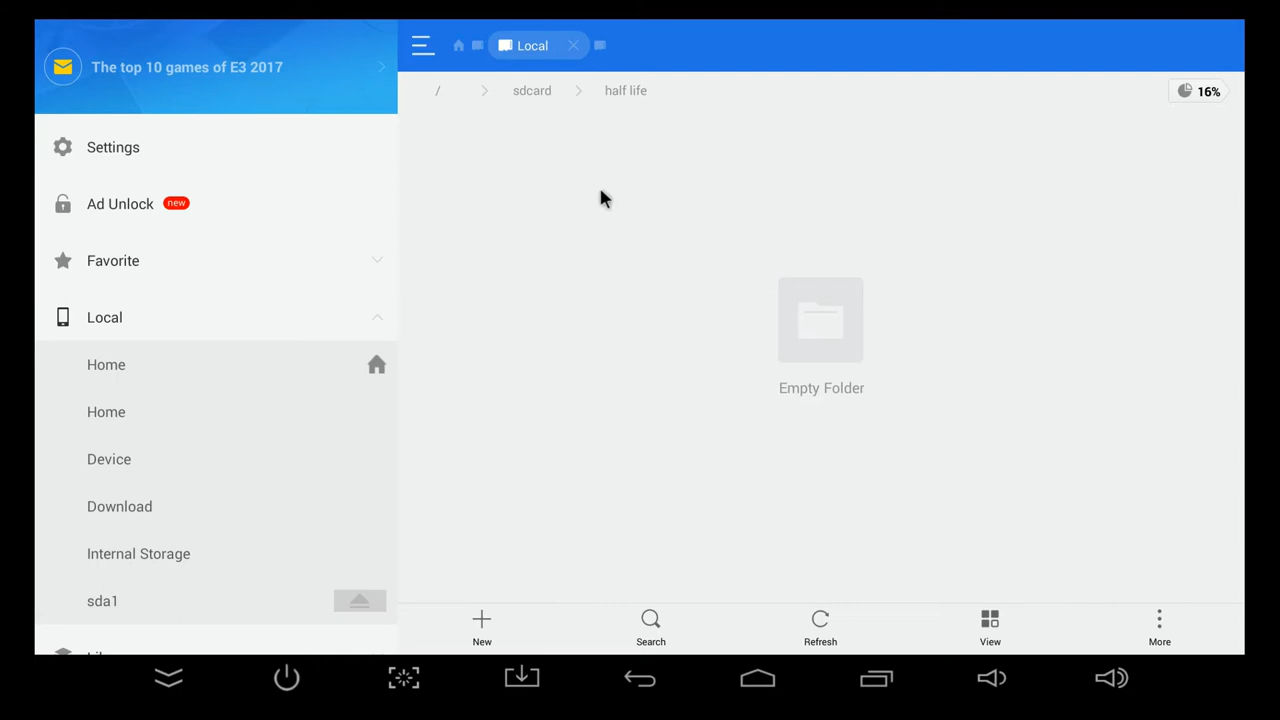 The top 10 games of E3 2017
Local
/ sdcard half life
16%
Settings
Ad Unlock new
Favorite
Local
Home
Home
Device
Download
Internal Storage
sda1
Empty Folder
New
Search
Refresh
View
More